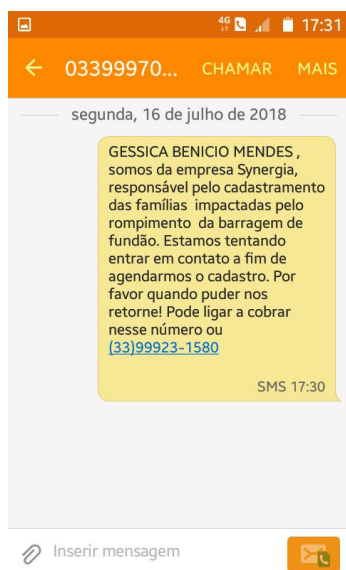 4G 17:31
03399970... CHAMAR MAIS
segunda, 16 de julho de 2018
GESSICA BENICIO MENDES ,
somos da empresa Synergia,
responsável pelo cadastramento
das famílias impactadas pelo
rompimento da barragem de
fundão. Estamos tentando
entrar em contato a fim de
agendarmos o cadastro. Por
favor quando puder nos
retorne! Pode ligar a cobrar
nesse número ou
(33)99923-1580
SMS 17:30
Inserir mensagem